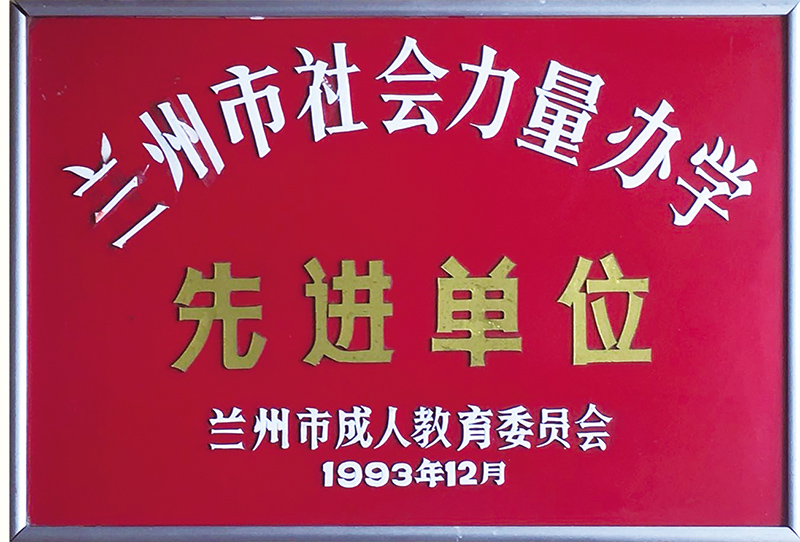 兰州市社会力量办学
先进单位
兰州市成人教育委员会
1993年12月